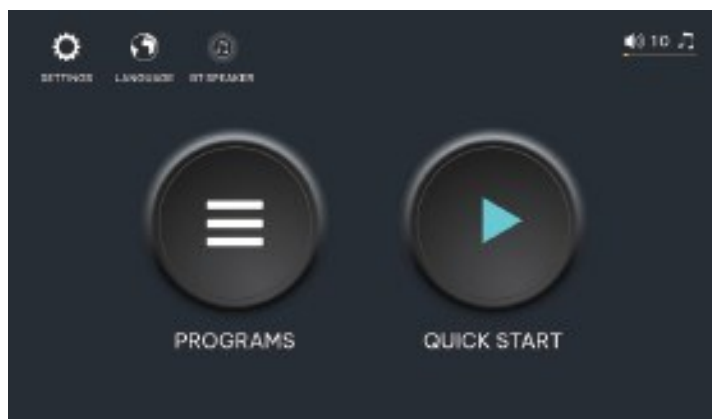 SETTINGS LANGUAGE BT SPEAKER
10
PROGRAMS QUICK START